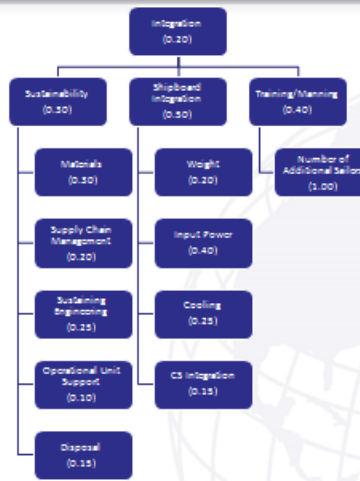 Integration
(0.20)
Sustainability
(0.30)
Shipboard
Integration
(0.30)
Training/Manning
(0.40)
Materials
(0.30)
Supply Chain
Management
(0.20)
Sustaining
Engineering
(0.25)
Operational Unit
Support
(0.10)
Disposal
(0.15)
Weight
(0.20)
Input Power
(0.40)
Cooling
(0.25)
CS Integration
(0.15)
Number of
Additional Sailors
(1.00)